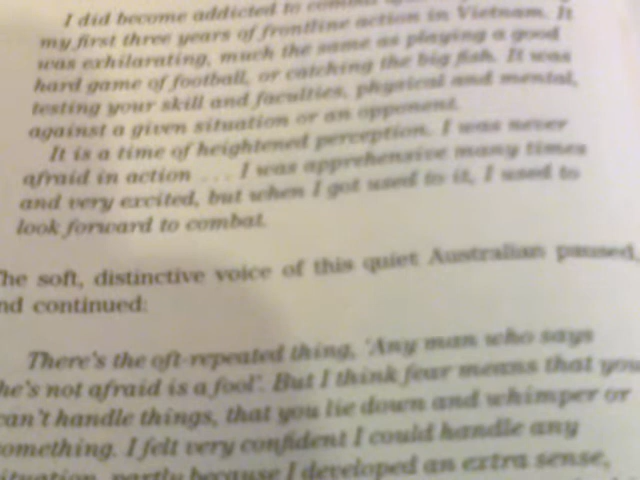 I did become addicted to combat
my first three years of frontline action in Vietnam. It
was exhilarating, much the same as playing a good
hard game of football, or catching the big fish. It was
testing your skill and faculties, physical and mental,
against a given situation or an opponent.
It is a time of heightened perception. I was never
afraid in action ... I was apprehensive many times
and very excited, but when I got used to it, I used to
look forward to combat.
The soft, distinctive voice of this quiet Australian paused,
nd continued:
There's the oft-repeated thing, 'Any man who says
he's not afraid is a fool'. But I think fear means that you
can't handle things, that you lie down and whimper or
omething. I felt very confident I could handle any
ituation, partly because I developed an extra sense,